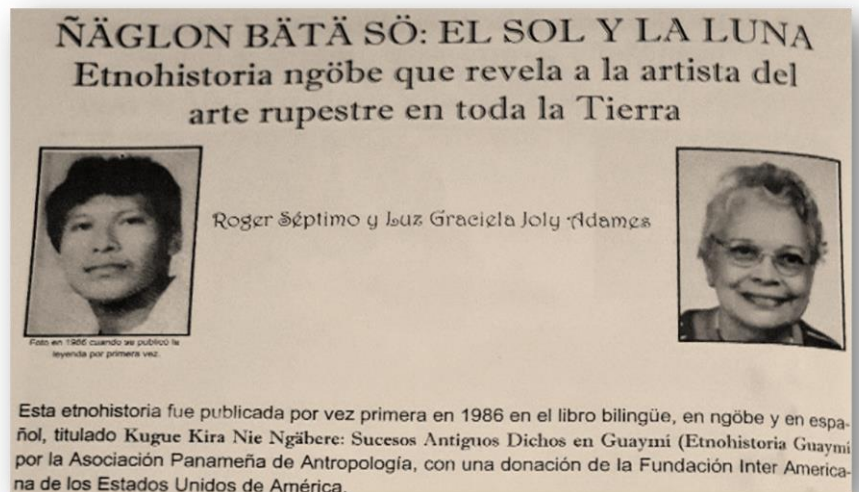 ÑÄGLON BÄTÄ SÖ: EL SOL Y LA LUNA
Etnohistoria ngöbe que revela a la artista del
arte rupestre en toda la Tierra
Roger Séptimo y Luz Graciela Joly Adames
Foto en 1986 cuando se publicó la
leyenda por primera vez.
Esta etnohistoria fue publicada por vez primera en 1986 en el libro bilingüe, en ngöbe y en espa-
ñol, titulado Kugue Kira Nie Ngäbere: Sucesos Antiguos Dichos en Guaymí (Etnohistoria Guaymí
por la Asociación Panameña de Antropología, con una donación de la Fundación Inter America-
na de los Estados Unidos de América.